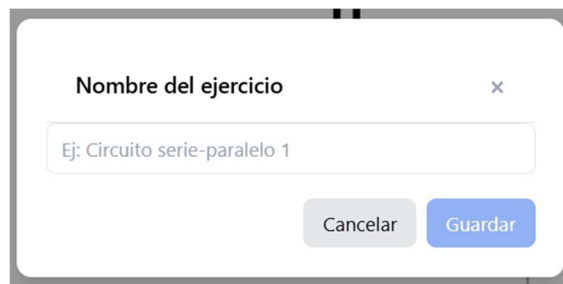 Nombre del ejercicio ×
Ej: Circuito serie-paralelo 1
Cancelar Guardar